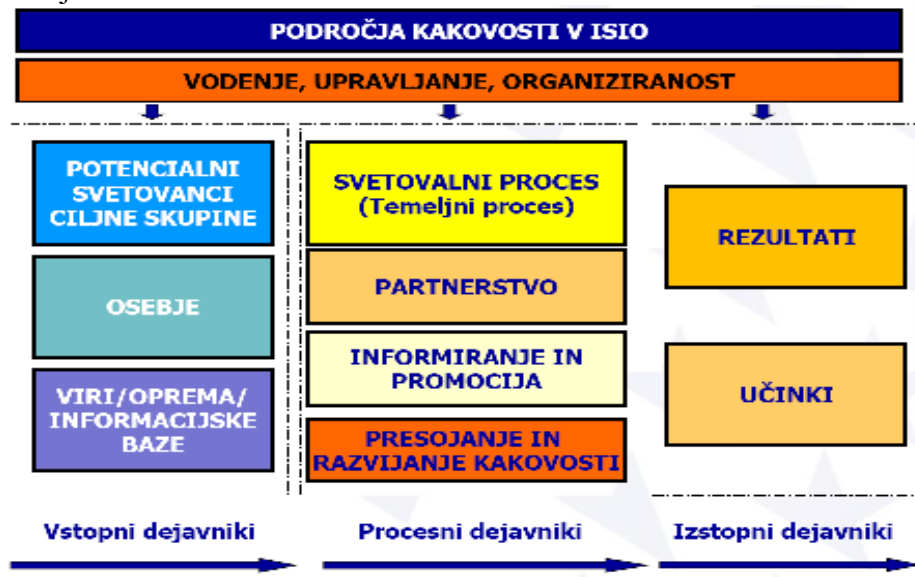 PODROČJA KAKOVOSTI V ISIO
VODENJE, UPRAVLJANJE, ORGANIZIRANOST
POTENCIALNI
SVETOVANCI
CILJNE SKUPINE
OSEBJE
VIRI/OPREMA/
INFORMACIJSKE
BAZE
SVETOVALNI PROCES
(Temeljni proces)
PARTNERSTVO
INFORMIRANJE IN
PROMOCIJA
PRESOJANJE IN
RAZVIJANJE KAKOVOSTI
REZULTATI
UČINKI
Vstopni dejavniki
Procesni dejavniki
Izstopni dejavniki